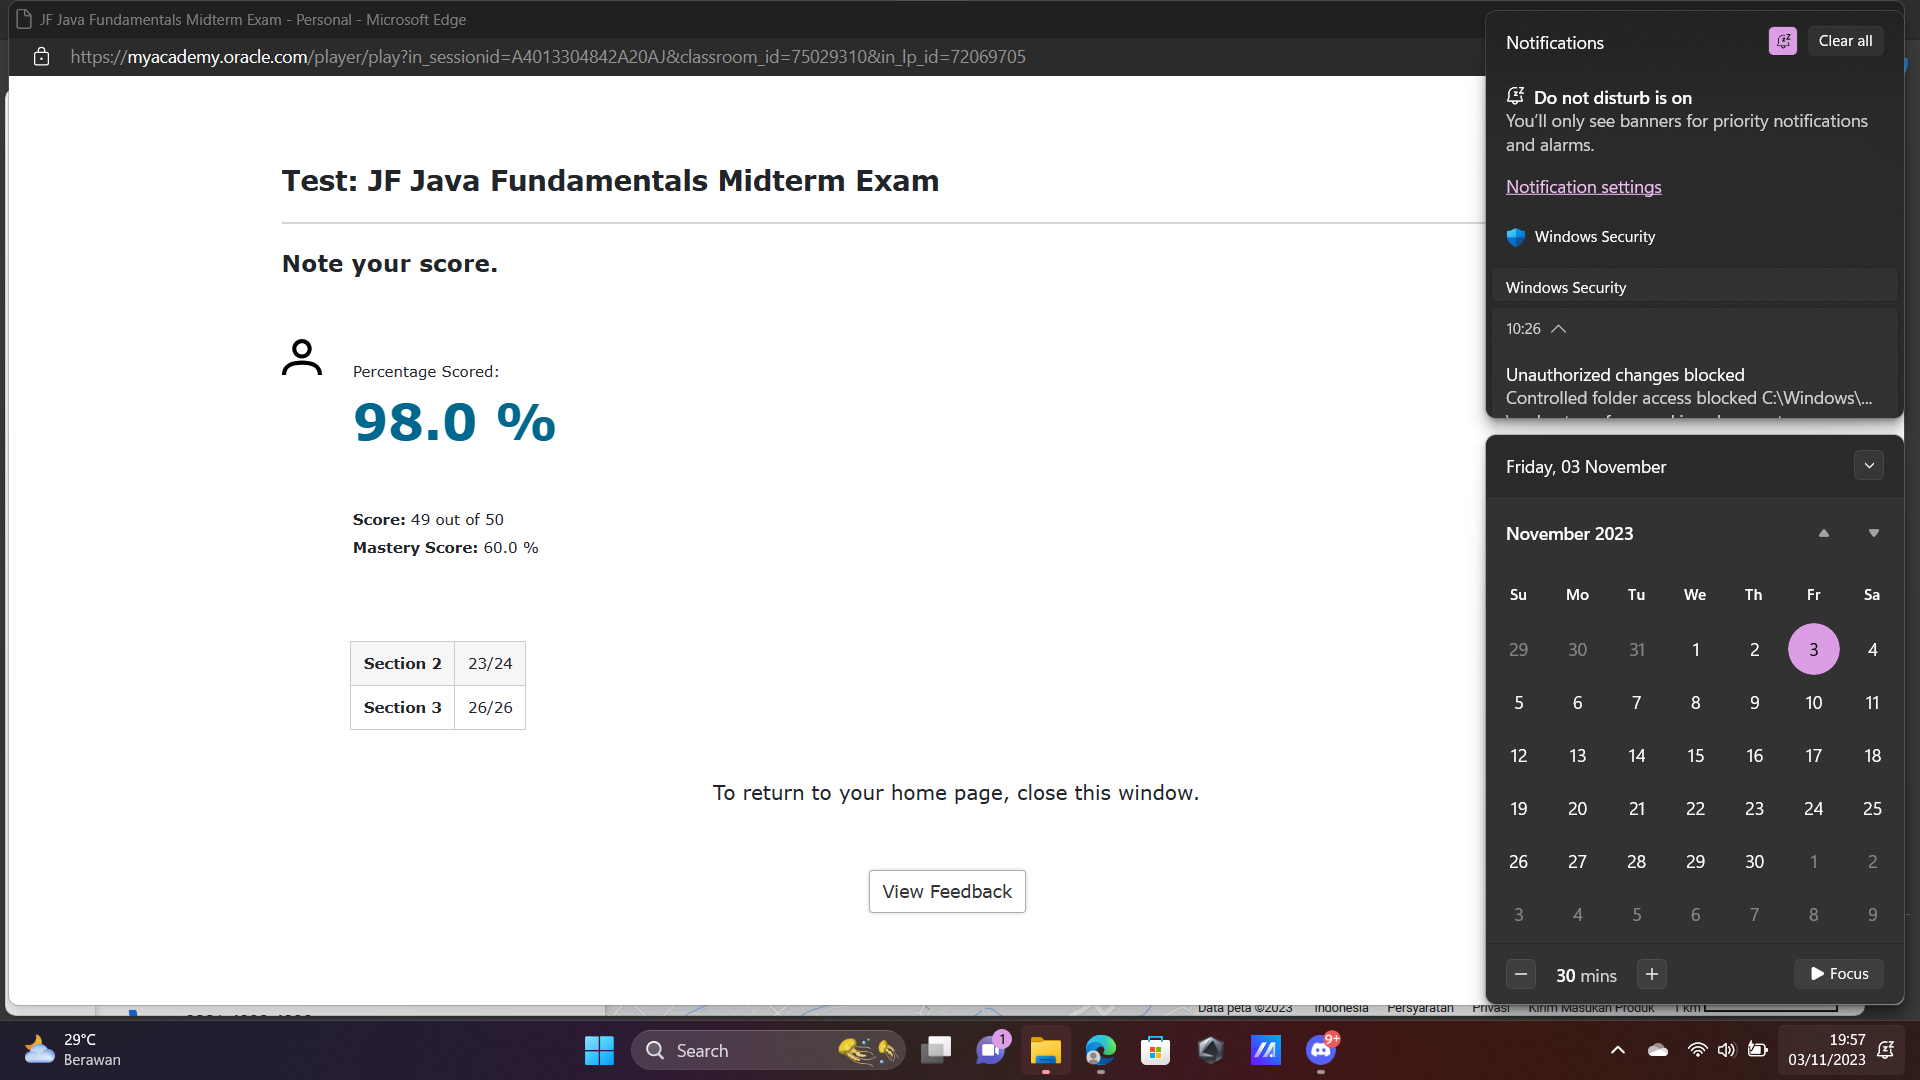 JF Java Fundamentals Midterm Exam - Personal - Microsoft Edge
https://myacademy.oracle.com/player/play?in_sessionid=A4013304842A20AJ&classroom_id=75029310&in_lp_id=72069705
Test: JF Java Fundamentals Midterm Exam
Note your score.
Percentage Scored:
98.0 %
Score: 49 out of 50
Mastery Score: 60.0 %
Section 2 23/24
Section 3 26/26
To return to your home page, close this window.
View Feedback
Notifications
Clear all
Do not disturb is on
You'll only see banners for priority notifications
and alarms.
Notification settings
Windows Security
Windows Security
10:26
Unauthorized changes blocked
Controlled folder access blocked C:\Windows\...
Friday, 03 November
November 2023
Su Mo Tu We Th Fr Sa
29 30 31 1 2 3 4
5 6 7 8 9 10 11
12 13 14 15 16 17 18
19 20 21 22 23 24 25
26 27 28 29 30 1 2
3 4 5 6 7 8 9
30 mins
Focus
Data peta ©2023 Indonesia Persyaratan Privasi Kirim Masukan Produk 1 km
29°C
Berawan
Search
1
9+
19:57
03/11/2023